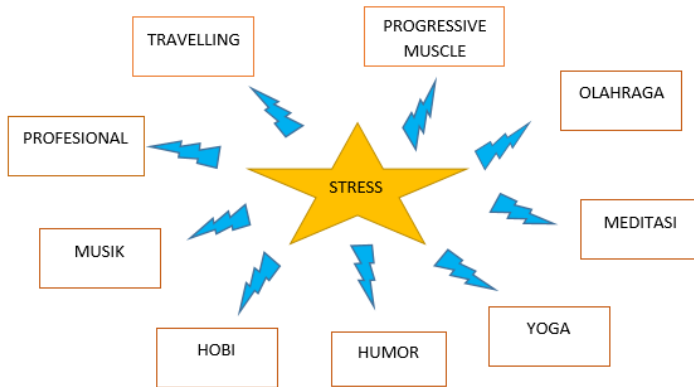 TRAVELLING
PROGRESSIVE
MUSCLE
OLAHRAGA
PROFESIONAL
STRESS
MUSIK
MEDITASI
HOBI
HUMOR
YOGA